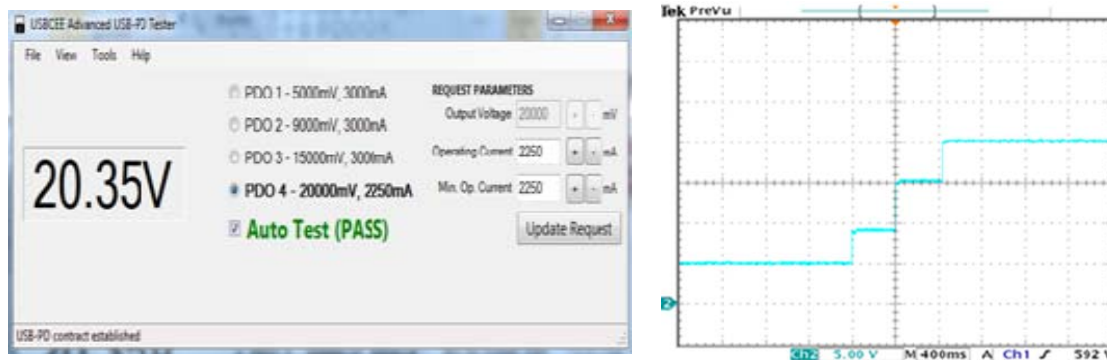 USBCEE Advanced USB-PD Tester
File View Tools Help
20.35V
PDO 1 - 5000mV, 3000mA
PDO 2 - 9000mV, 3000mA
PDO 3 - 15000mV, 3000mA
PDO 4 - 20000mV, 2250mA
Auto Test (PASS)
REQUEST PARAMETERS
Output Voltage 20000 + - mV
Operating Current 2250 + - mA
Min. Op. Current 2250 + - mA
Update Request
USB-PD contract established
Tek PreVu
2
Ch2 5.00 V M 400ms A Ch1 592